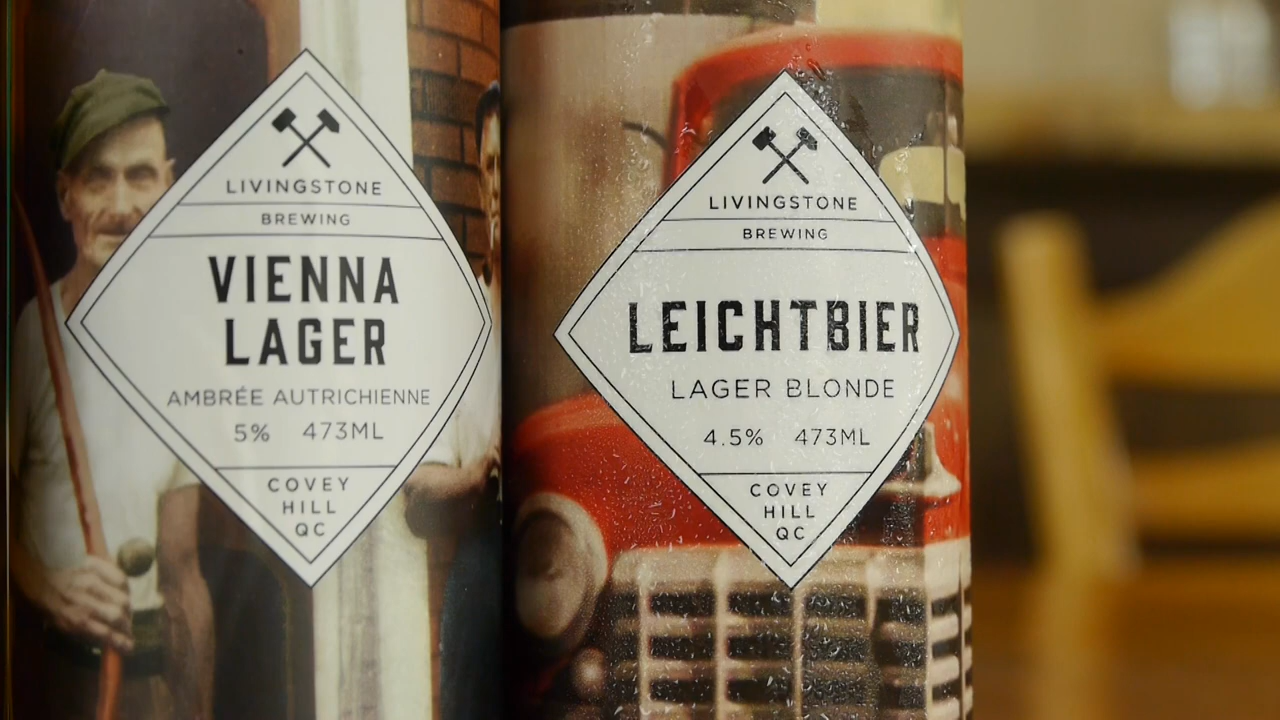 LIVINGSTONE
BREWING
VIENNA
LAGER
AMBRÉE AUTRICHIENNE
5% 473ML
COVEY
HILL
QC
LIVINGSTONE
BREWING
LEICHTBIER
LAGER BLONDE
4.5% 473ML
COVEY
HILL
QC